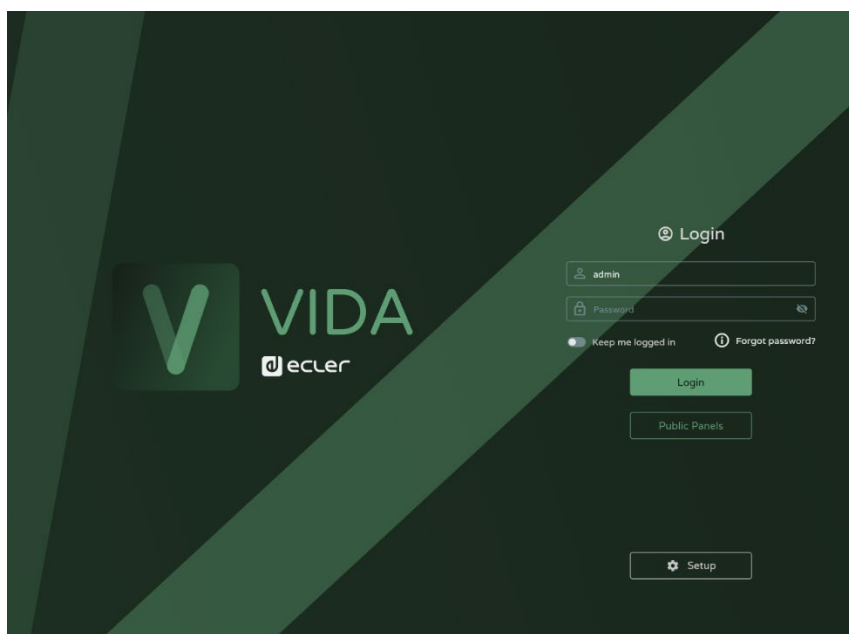 VIDA
ecler
Login
admin
Password
Keep me logged in
Forgot password?
Login
Public Panels
Setup